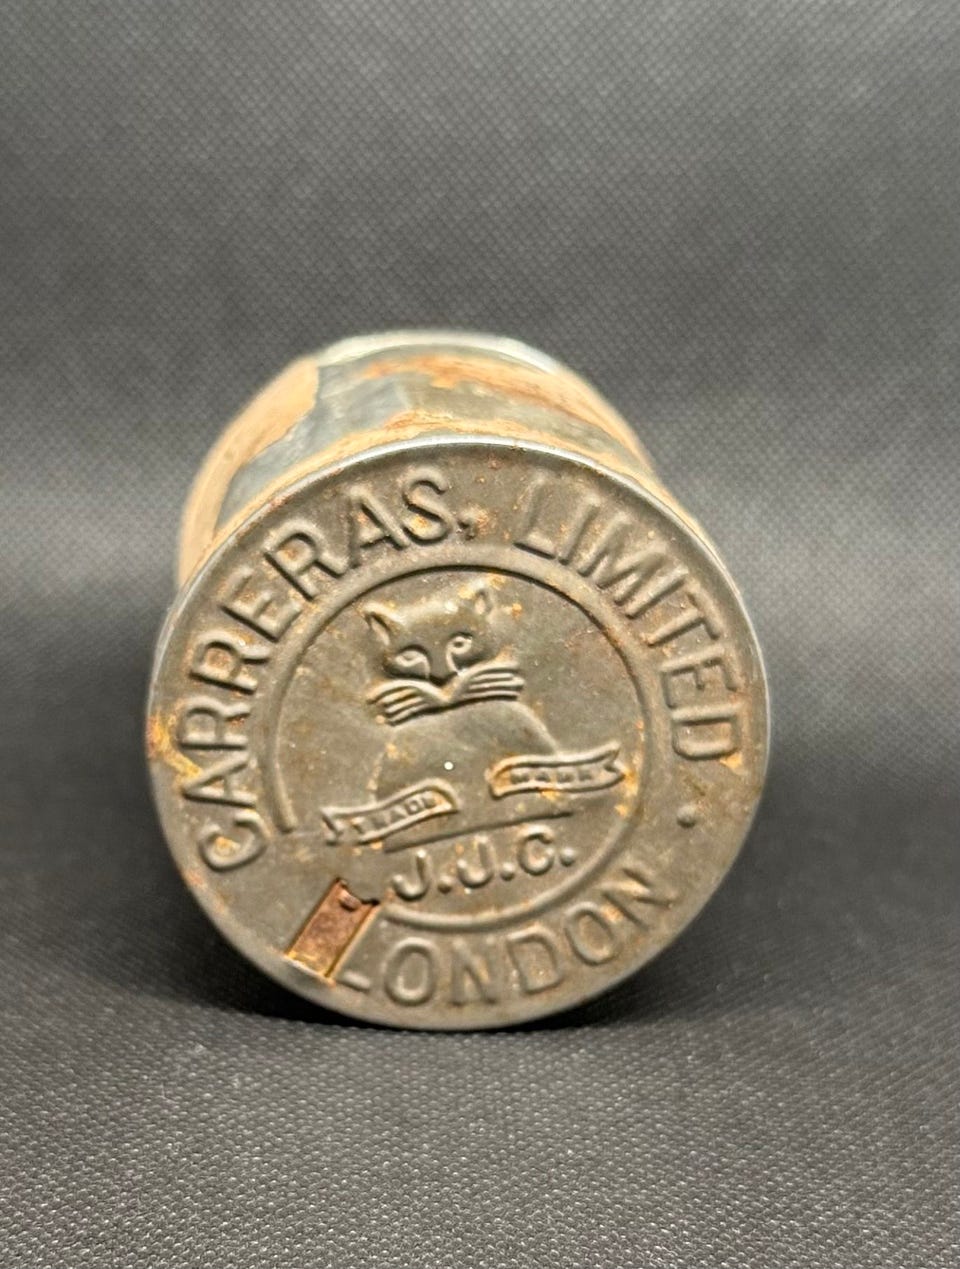 CARRERAS, LIMITED
TRADE MARK
J.J.C.
LONDON